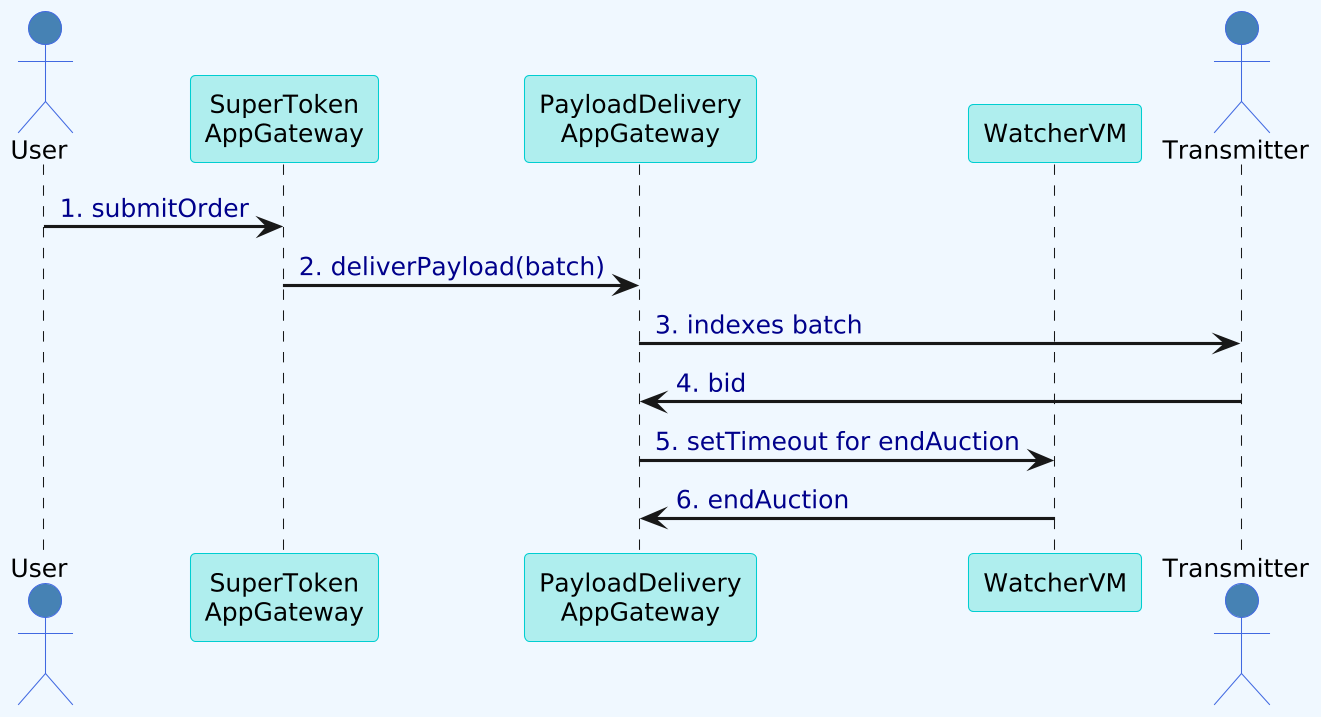 SuperToken
AppGateway
PayloadDelivery
AppGateway
WatcherVM
User
Transmitter
1. submitOrder
2. deliverPayload(batch)
3. indexes batch
4. bid
5. setTimeout for endAuction
6. endAuction
User
Transmitter
SuperToken
AppGateway
PayloadDelivery
AppGateway
WatcherVM